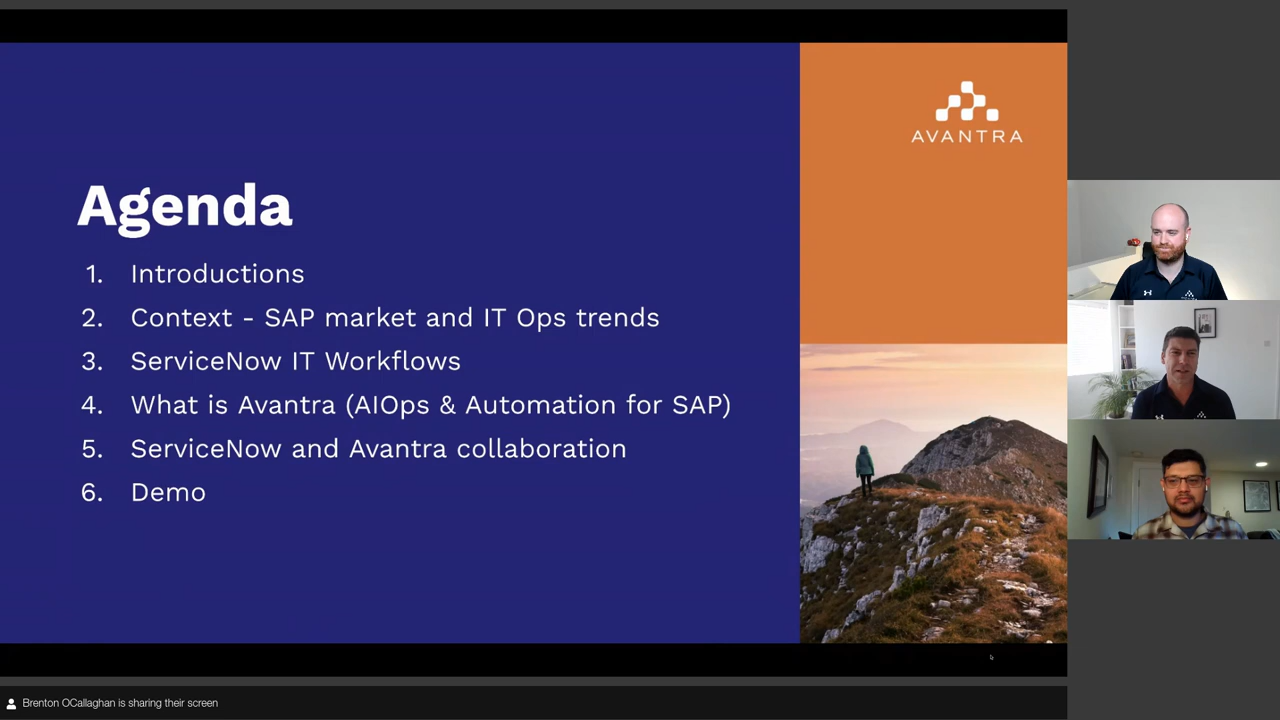 AVANTRA
Agenda
1. Introductions
2. Context - SAP market and IT Ops trends
3. ServiceNow IT Workflows
4. What is Avantra (AIOps & Automation for SAP)
5. ServiceNow and Avantra collaboration
6. Demo
Brenton OCallaghan is sharing their screen